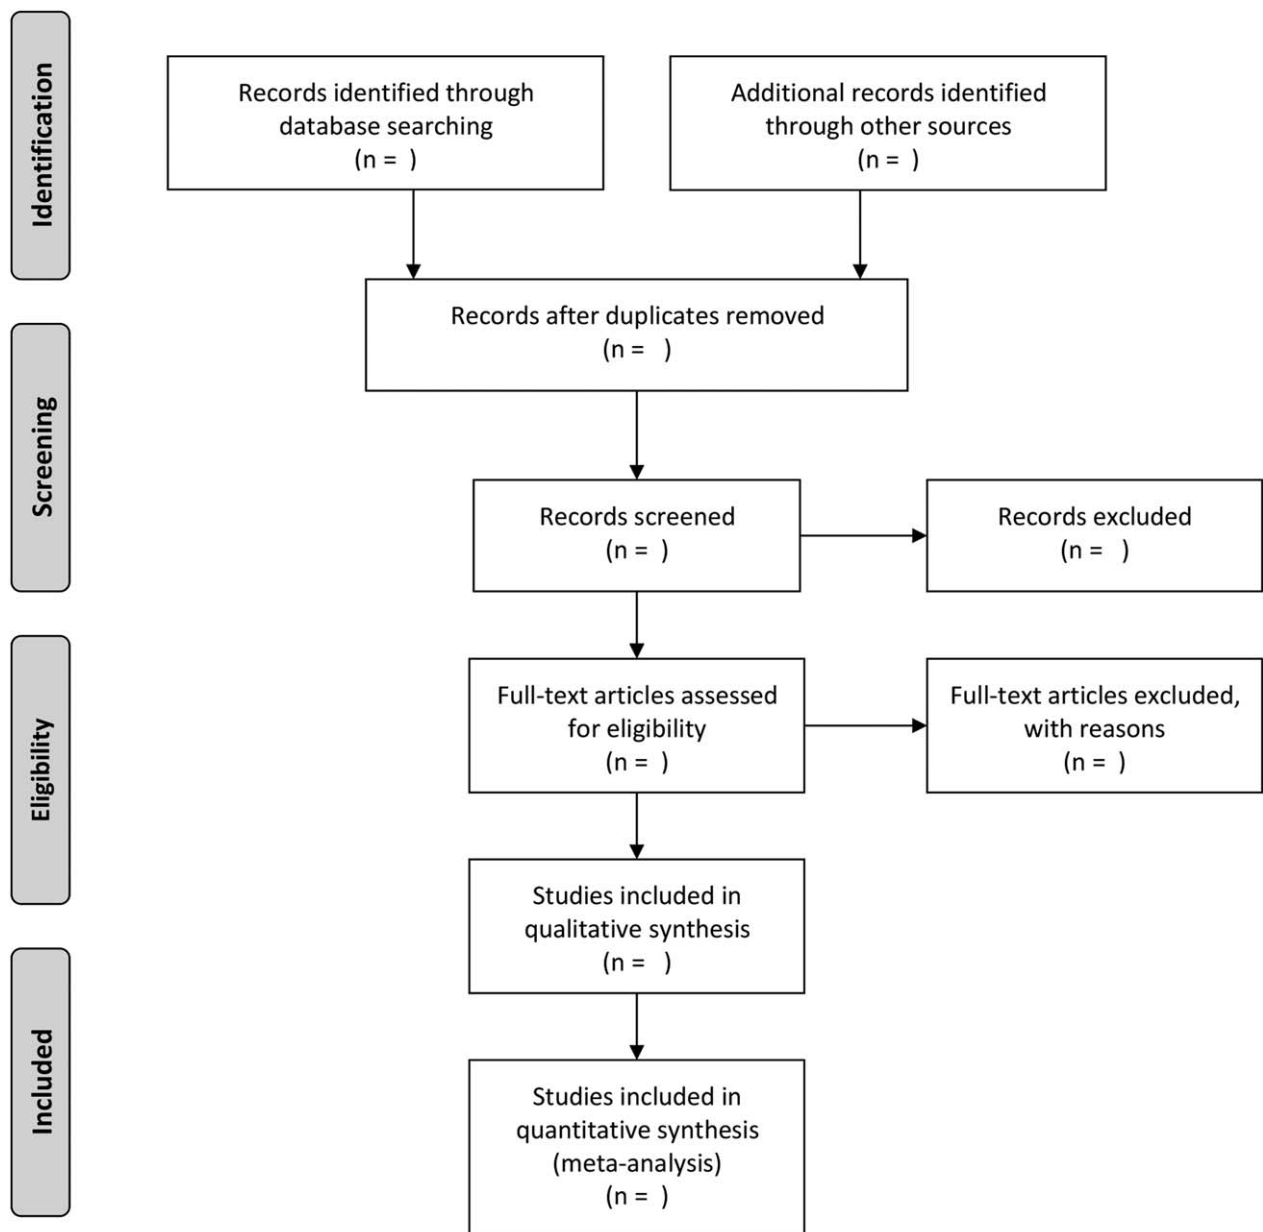 Identification
Records identified through
database searching
(n =  )
Additional records identified
through other sources
(n =  )
Records after duplicates removed
(n =   )
Screening
Records screened
(n =  )
Records excluded
(n =   )
Eligibility
Full-text articles assessed
for eligibility
(n =  )
Full-text articles excluded,
with reasons
(n =  )
Studies included in
qualitative synthesis
(n =   )
Included
Studies included in
quantitative synthesis
(meta-analysis)
(n =  )